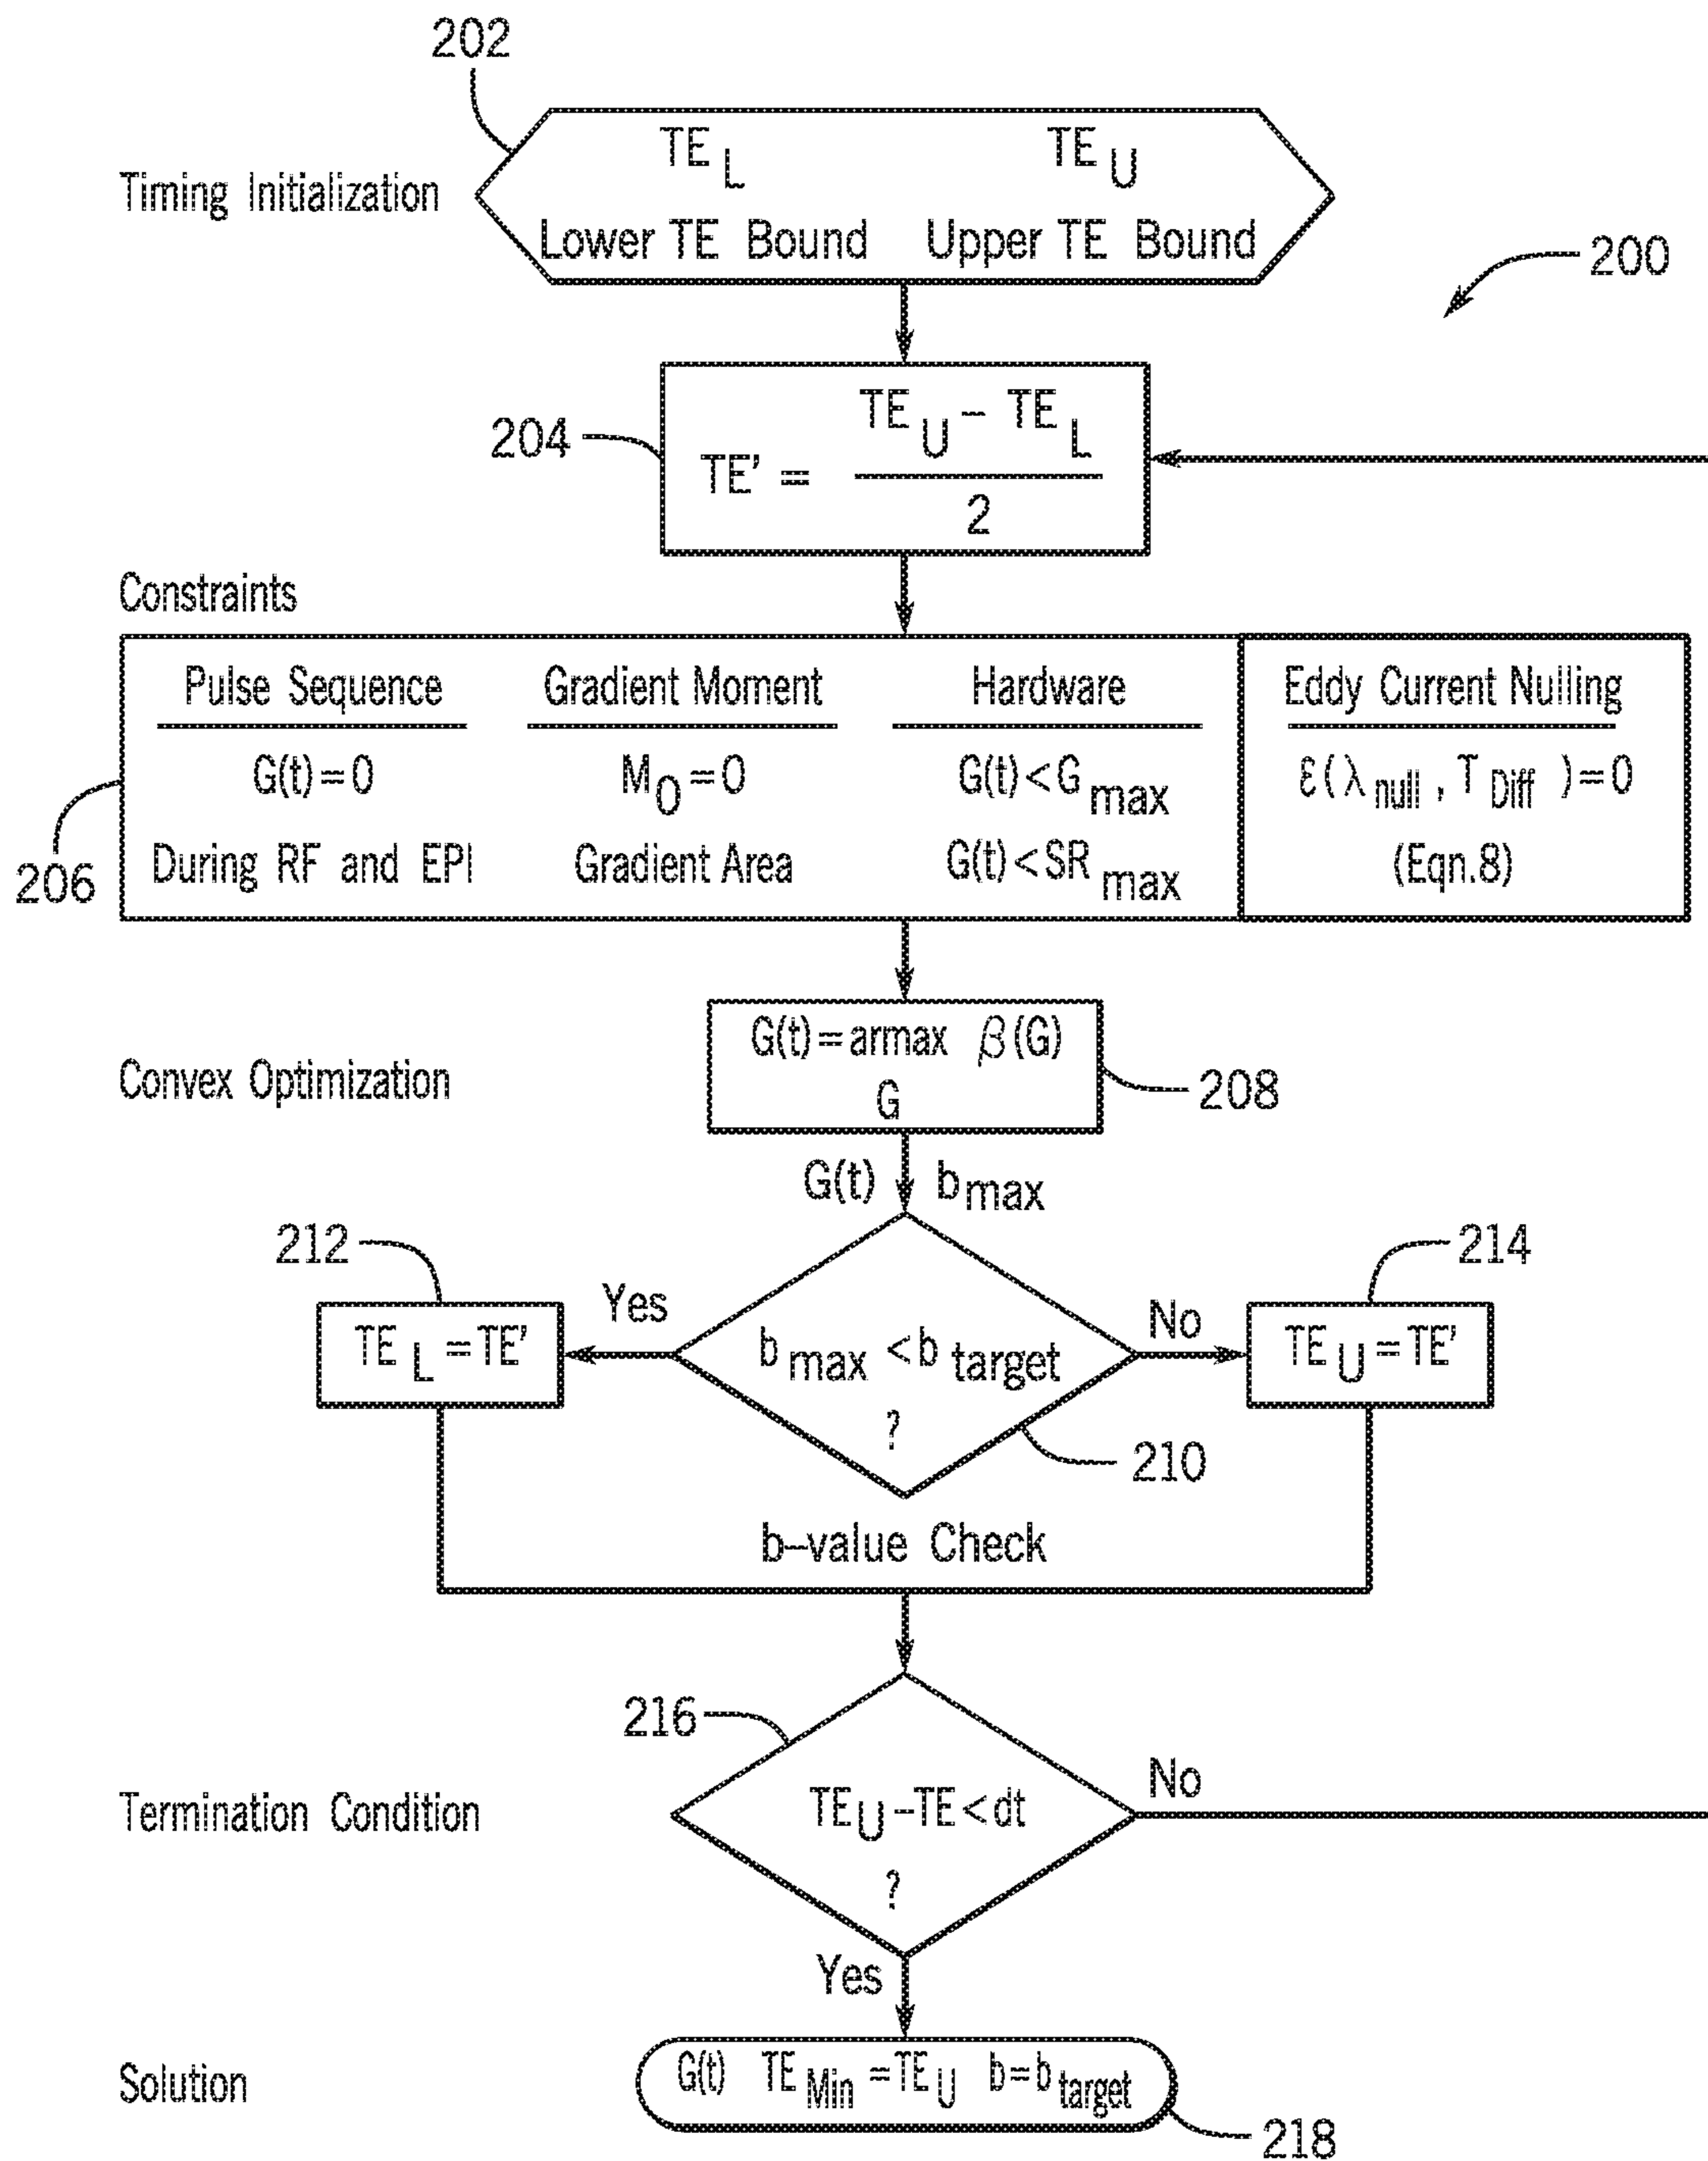 202
Timing Initialization
TE L TE U
Lower TE Bound Upper TE Bound
200
204
TE' = TE U - TE L
2
Constraints
206
Pulse Sequence
G(t)=0
During RF and EPI
Gradient Moment
M0=0
Gradient Area
Hardware
G(t)<G max
G(t)<SR max
Eddy Current Nulling
ε(λ null, T Diff)=0
(Eqn.8)
Convex Optimization
G(t)=armax β(G)
G
208
G(t) b max
212
TE L=TE'
Yes
b max <b target
?
No
214
TE U=TE'
210
b-value Check
216
Termination Condition
TE U-TE<dt
?
No
Yes
Solution
G(t) TE Min=TE U b=b target
218